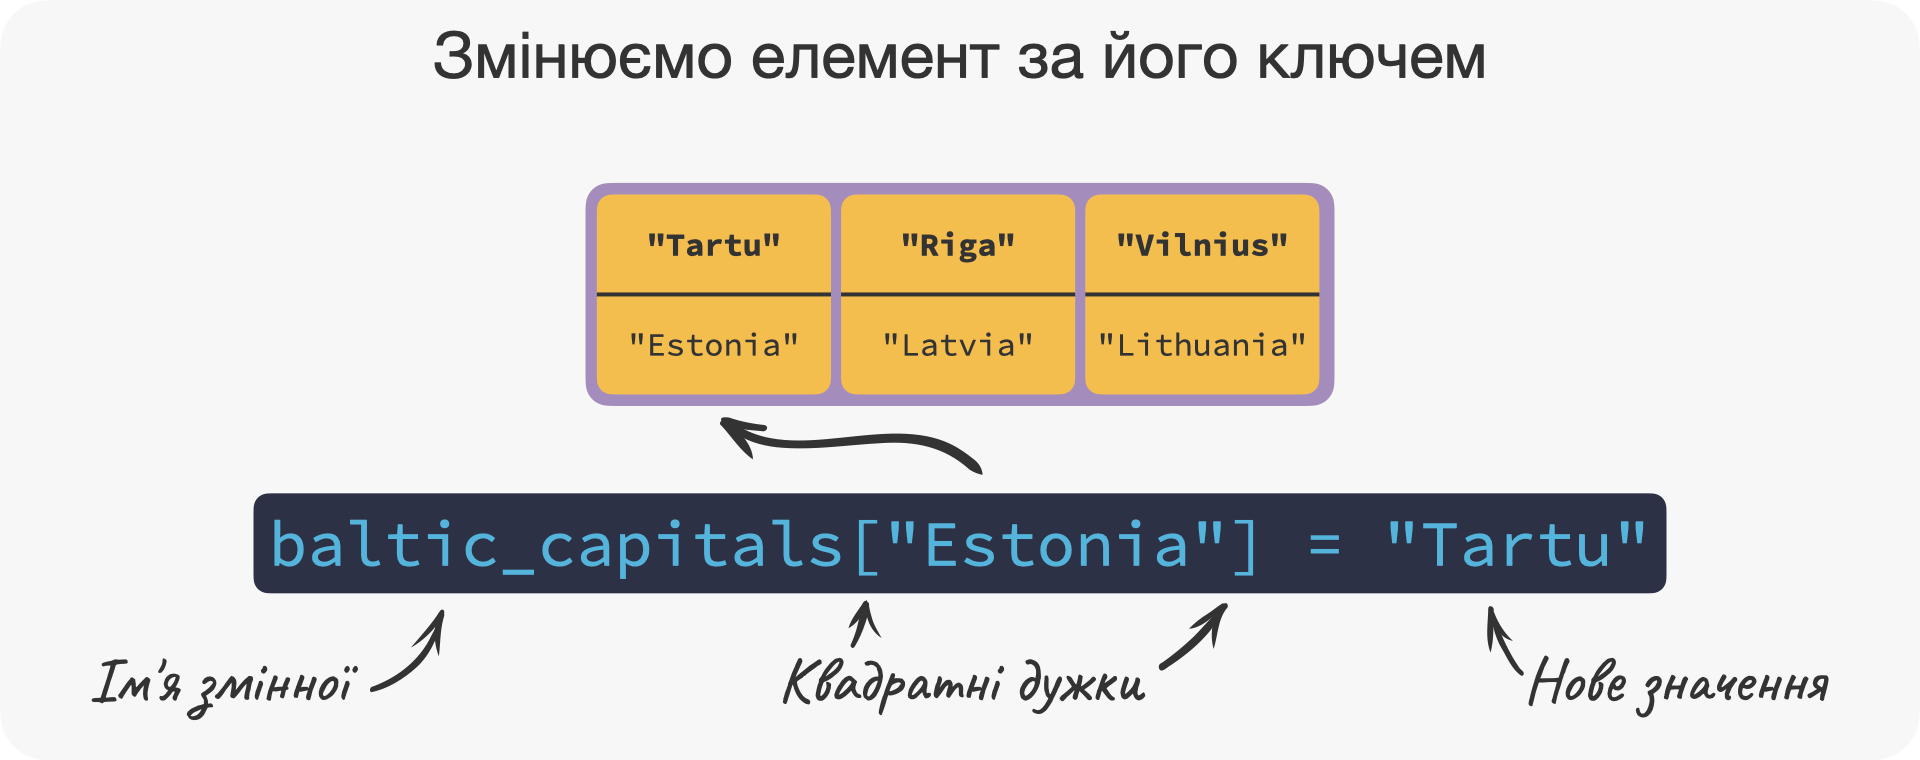 Змінюємо елемент за його ключем
"Tartu" "Riga" "Vilnius"
"Estonia" "Latvia" "Lithuania"
baltic_capitals["Estonia"] = "Tartu"
Ім'я змінної Квадратні дужки Нове значення